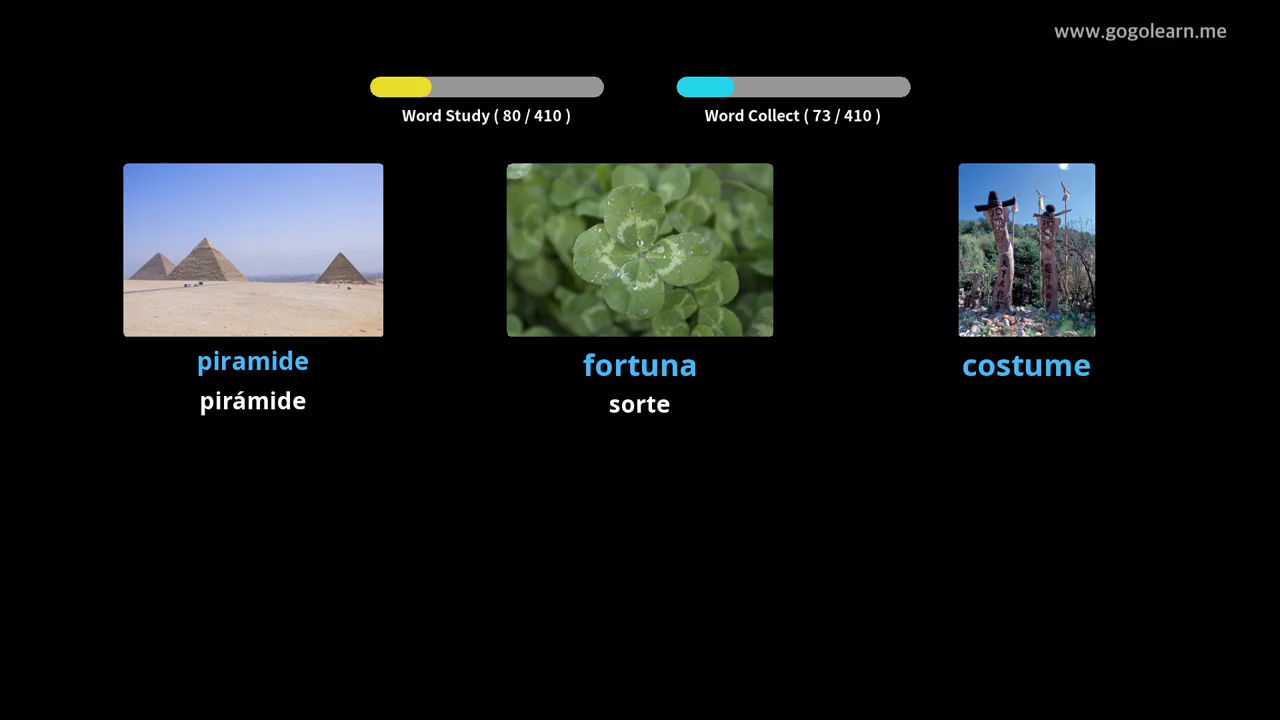 www.gogolearn.me
Word Study ( 80 / 410 )
Word Collect ( 73 / 410 )
piramide
pirámide
fortuna
sorte
costume